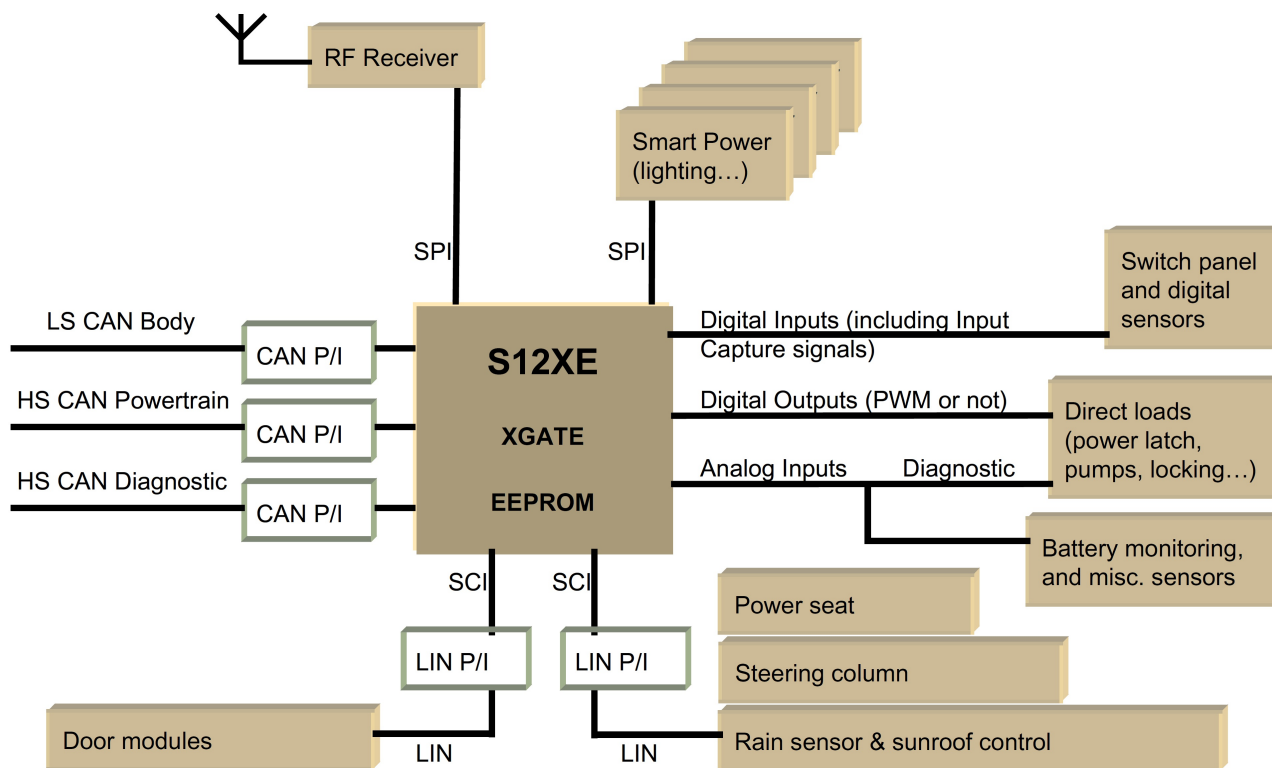 RF Receiver
Smart Power
(lighting…)
SPI
SPI
Switch panel
and digital
sensors
LS CAN Body
CAN P/I
Digital Inputs (including Input
Capture signals)
S12XE
HS CAN Powertrain
CAN P/I
XGATE
Digital Outputs (PWM or not)
Direct loads
(power latch,
pumps, locking…)
HS CAN Diagnostic
CAN P/I
EEPROM
Analog Inputs
Diagnostic
Battery monitoring,
and misc. sensors
SCI
SCI
Power seat
LIN P/I
LIN P/I
Steering column
Door modules
LIN
LIN
Rain sensor & sunroof control